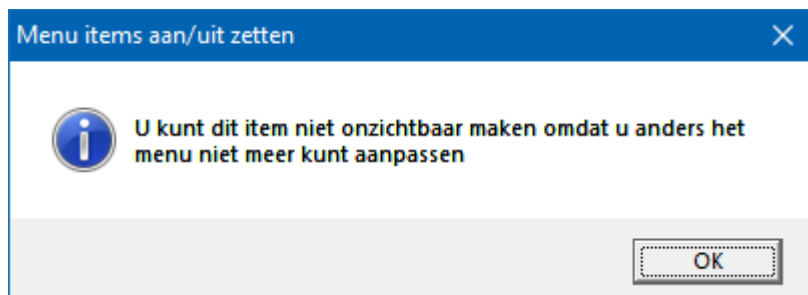 Menu items aan/uit zetten
U kunt dit item niet onzichtbaar maken omdat u anders het
menu niet meer kunt aanpassen
OK